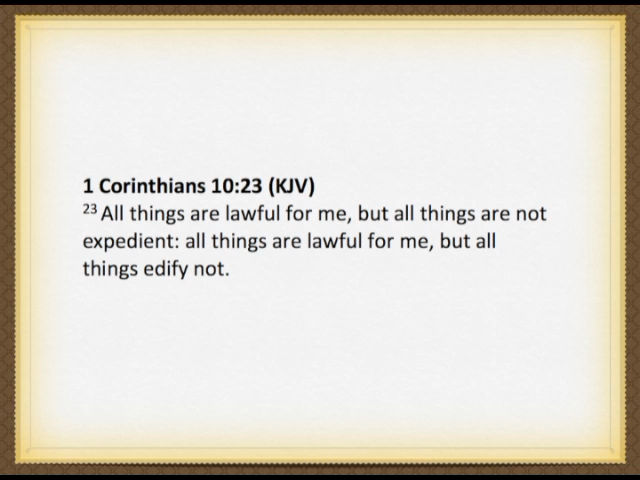 1 Corinthians 10:23 (KJV)
23 All things are lawful for me, but all things are not
expedient: all things are lawful for me, but all
things edify not.